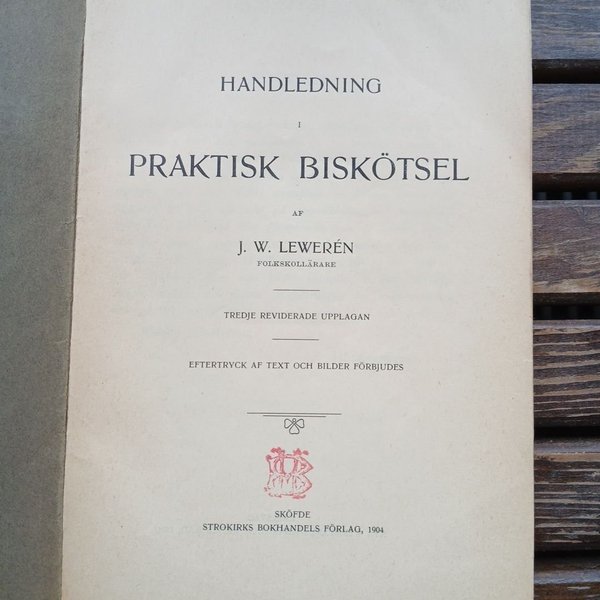 HANDLEDNING
I
PRAKTISK BISKÖTSEL
AF
J. W. LEWERÉN
FOLKSKOLLÄRARE
TREDJE REVIDERADE UPPLAGAN
EFTERTRYCK AF TEXT OCH BILDER FÖRBJUDES
SKÖFDE
STROKIRKS BOKHANDELS FÖRLAG, 1904